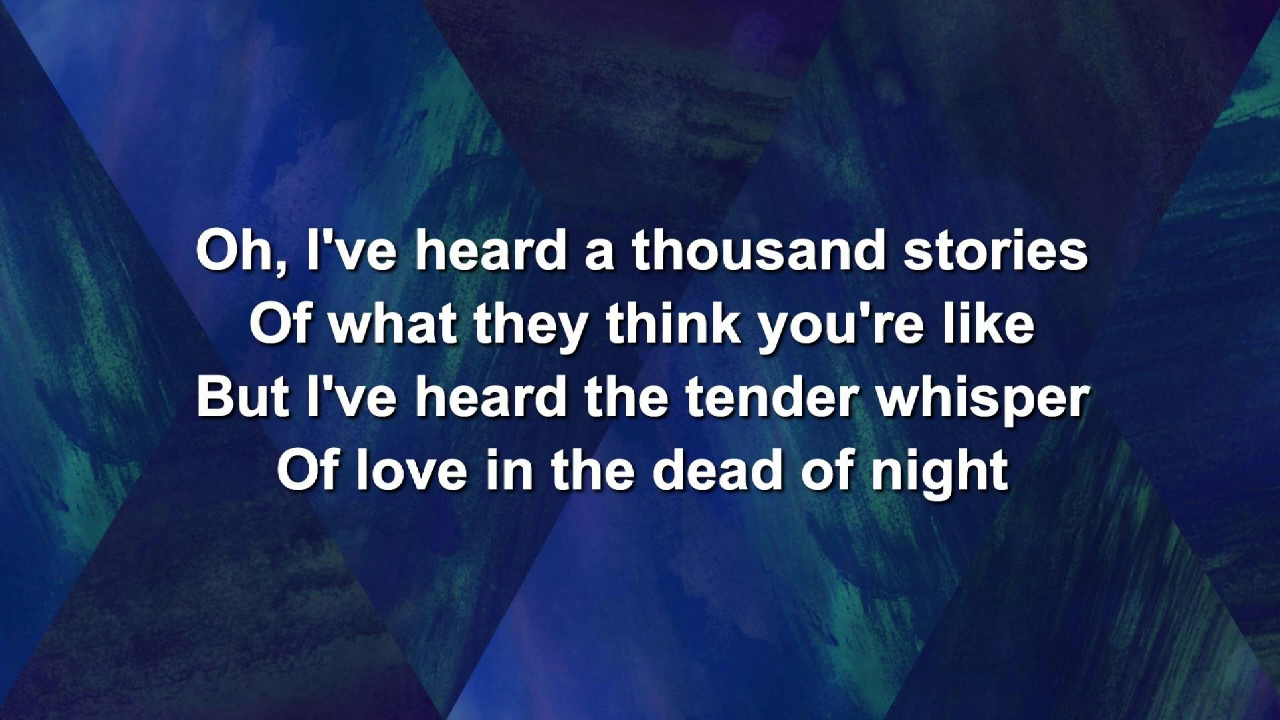 Oh, I've heard a thousand stories
Of what they think you're like
But I've heard the tender whisper
Of love in the dead of night